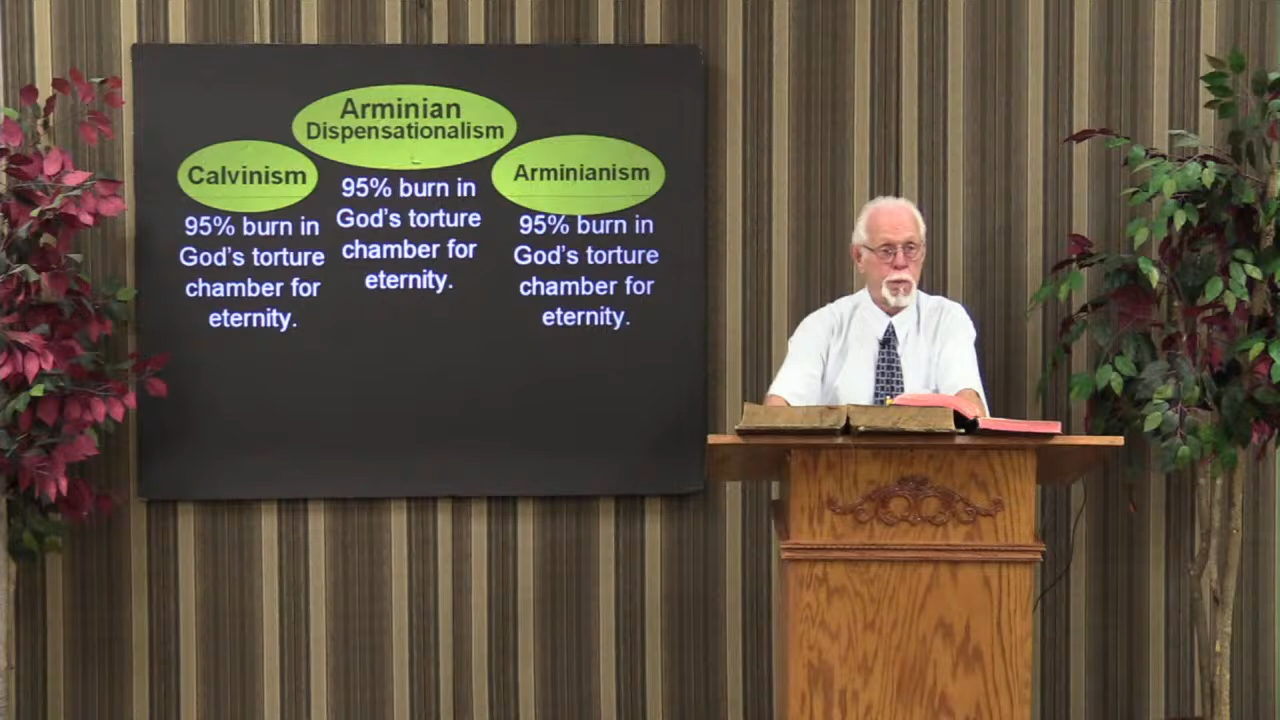 Arminian
Dispensationalism
95% burn in
God's torture
chamber for
eternity.
Calvinism
95% burn in
God's torture
chamber for
eternity.
Arminianism
95% burn in
God's torture
chamber for
eternity.